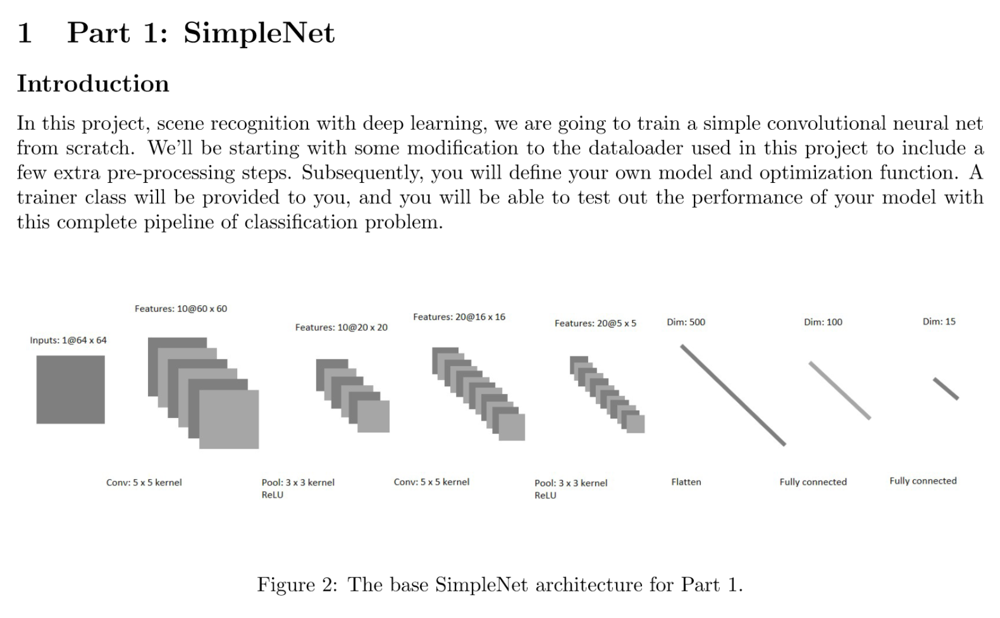 1 Part 1: SimpleNet
Introduction
In this project, scene recognition with deep learning, we are going to train a simple convolutional neural net
from scratch. We'll be starting with some modification to the dataloader used in this project to include a
few extra pre-processing steps. Subsequently, you will define your own model and optimization function. A
trainer class will be provided to you, and you will be able to test out the performance of your model with
this complete pipeline of classification problem.
Inputs: 1@64 x 64
Features: 10@60 x 60
Features: 10@20 x 20
Features: 20@16 x 16
Features: 20@5 x 5
Dim: 500
Dim: 100
Dim: 15
Conv: 5 x 5 kernel
Pool: 3 x 3 kernel
ReLU
Conv: 5 x 5 kernel
Pool: 3 x 3 kernel
ReLU
Flatten
Fully connected
Fully connected
Figure 2: The base SimpleNet architecture for Part 1.